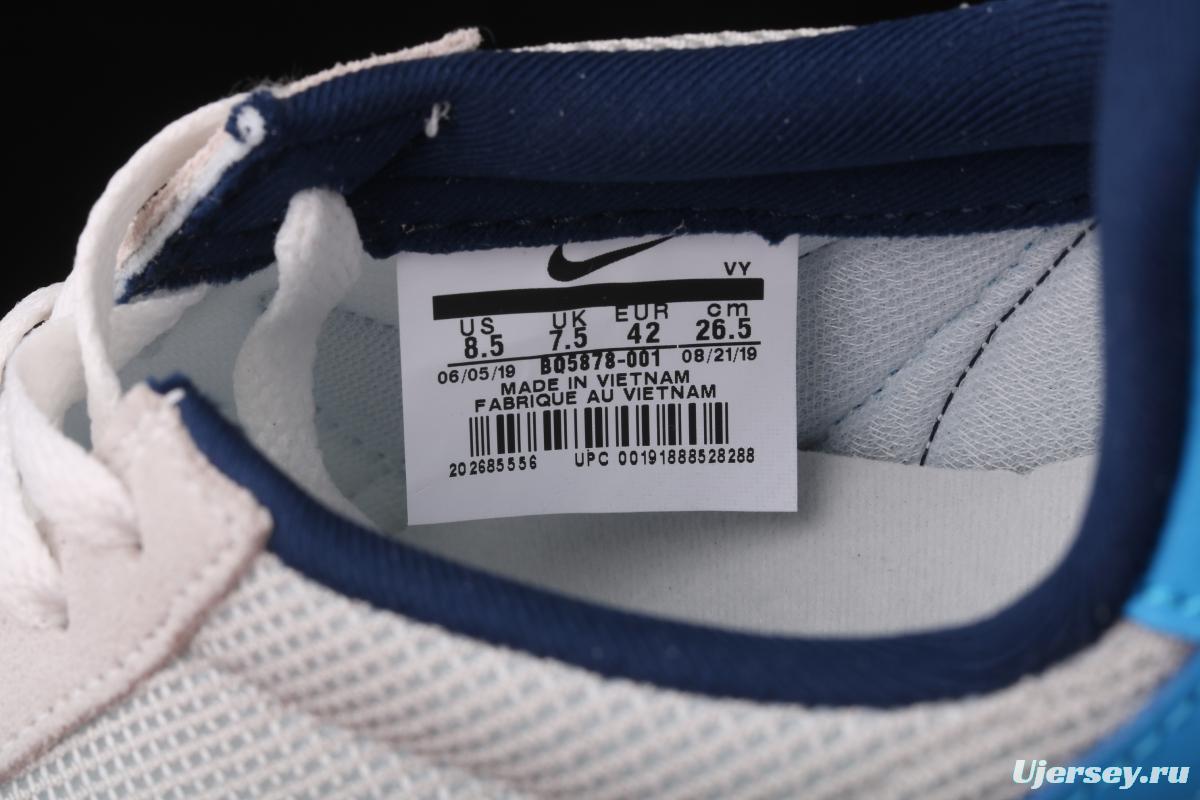 VY
US UK EUR cm
8.5 7.5 42 26.5
06/05/19 BQ5878-001 08/21/19
MADE IN VIETNAM
FABRIQUE AU VIETNAM
202685556 UPC 00191888528288
Ujersey.ru